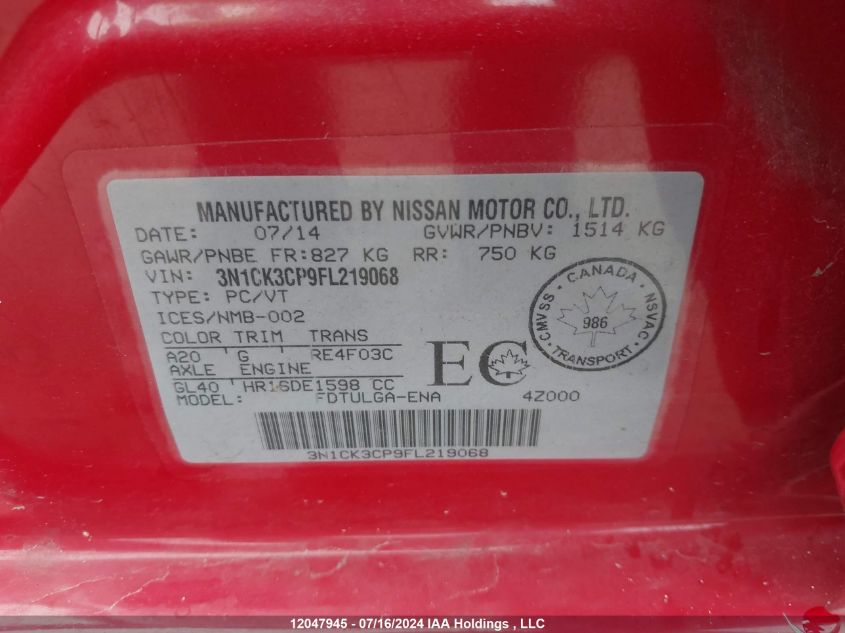 MANUFACTURED BY NISSAN MOTOR CO., LTD.
DATE: 07/14 GVWR/PNBV: 1514 KG
GAWR/PNBE FR:827 KG RR: 750 KG
VIN: 3N1CK3CP9FL219068
TYPE: PC/VT
ICES/NMB-002
COLOR TRIM TRANS
A20 G RE4F03C
AXLE ENGINE
GL40 HR16DE1598 CC
MODEL: FDTULGA-ENA 4Z000
EC
CANADA
CMVSS
NSVAC
986
TRANSPORT
3N1CK3CP9FL219068
12047945 - 07/16/2024 IAA Holdings , LLC